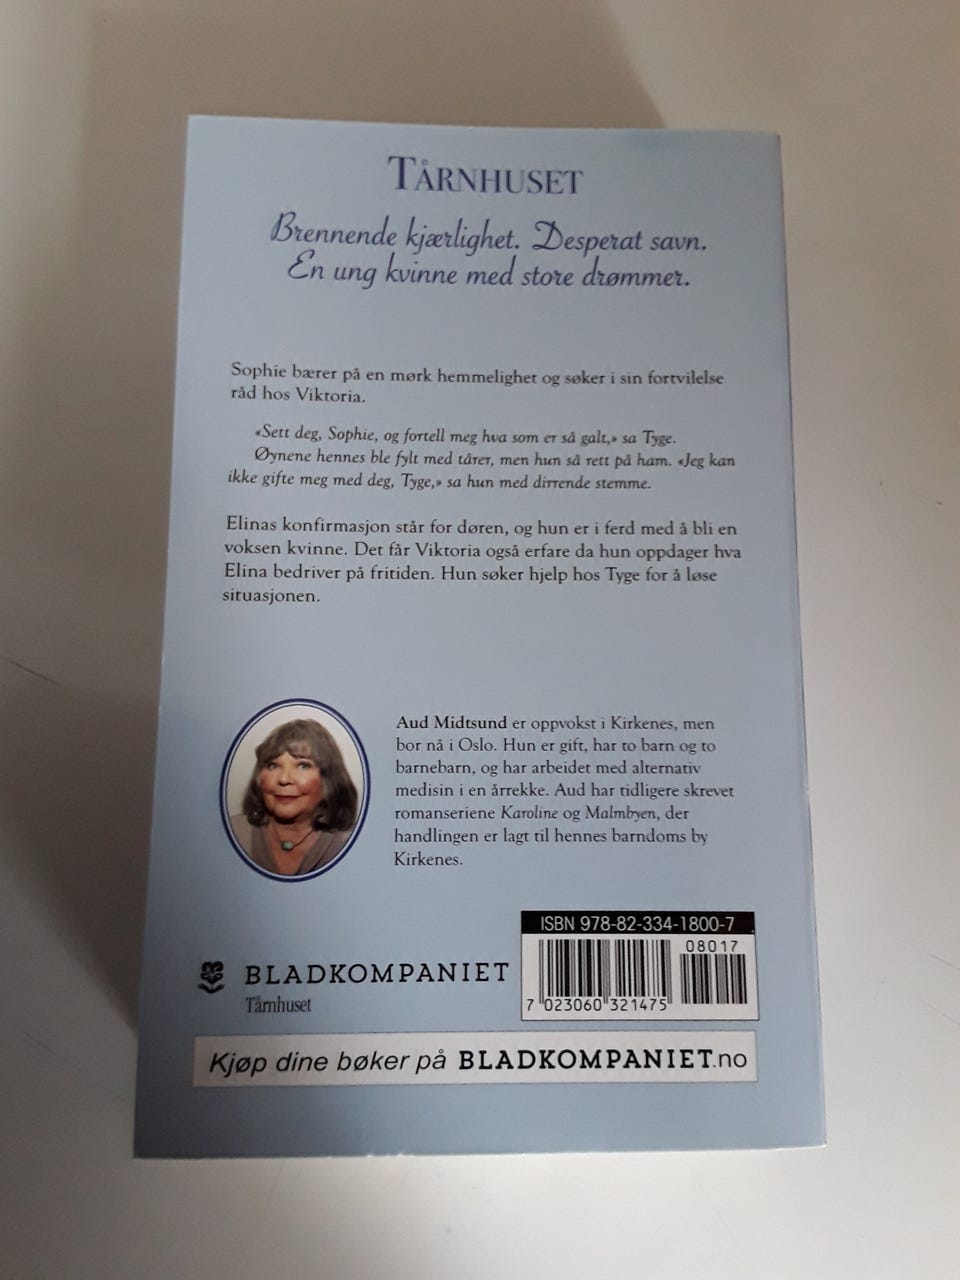 TÅRNHUSET
Brennende kjærlighet. Desperat savn.
En ung kvinne med store drømmer.
Sophie bærer på en mørk hemmelighet og søker i sin fortvilelse
råd hos Viktoria.
«Sett deg, Sophie, og fortell meg hva som er så galt,» sa Tyge.
Øynene hennes ble fylt med tårer, men hun så rett på ham. «Jeg kan
ikke gifte meg med deg, Tyge,» sa hun med dirrende stemme.
Elinas konfirmasjon står for døren, og hun er i ferd med å bli en
voksen kvinne. Det får Viktoria også erfare da hun oppdager hva
Elina bedriver på fritiden. Hun søker hjelp hos Tyge for å løse
situasjonen.
Aud Midtsund er oppvokst i Kirkenes, men
bor nå i Oslo. Hun er gift, har to barn og to
barnebarn, og har arbeidet med alternativ
medisin i en årrekke. Aud har tidligere skrevet
romanseriene Karoline og Malmbyen, der
handlingen er lagt til hennes barndoms by
Kirkenes.
ISBN 978-82-334-1800-7
08017
7 023060 321475
BLADKOMPANIET
Tårnhuset
Kjøp dine bøker på BLADKOMPANIET.no